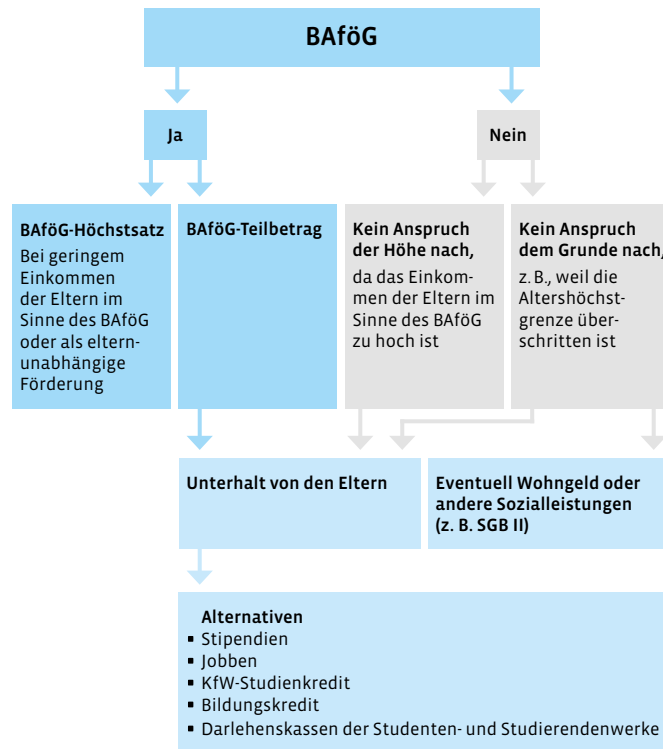 BAföG
Ja
Nein
BAföG-Höchstsatz
Bei geringem
Einkommen
der Eltern im
Sinne des BAföG
oder als eltern-
unabhängige
Förderung
BAföG-Teilbetrag
Kein Anspruch
der Höhe nach,
da das Einkom-
men der Eltern im
Sinne des BAföG
zu hoch ist
Kein Anspruch
dem Grunde nach,
z. B., weil die
Altershöchst-
grenze über-
schritten ist
Unterhalt von den Eltern
Eventuell Wohngeld oder
andere Sozialleistungen
(z. B. SGB II)
Alternativen
▪ Stipendien
▪ Jobben
▪ KfW-Studienkredit
▪ Bildungskredit
▪ Darlehenskassen der Studenten- und Studierendenwerke